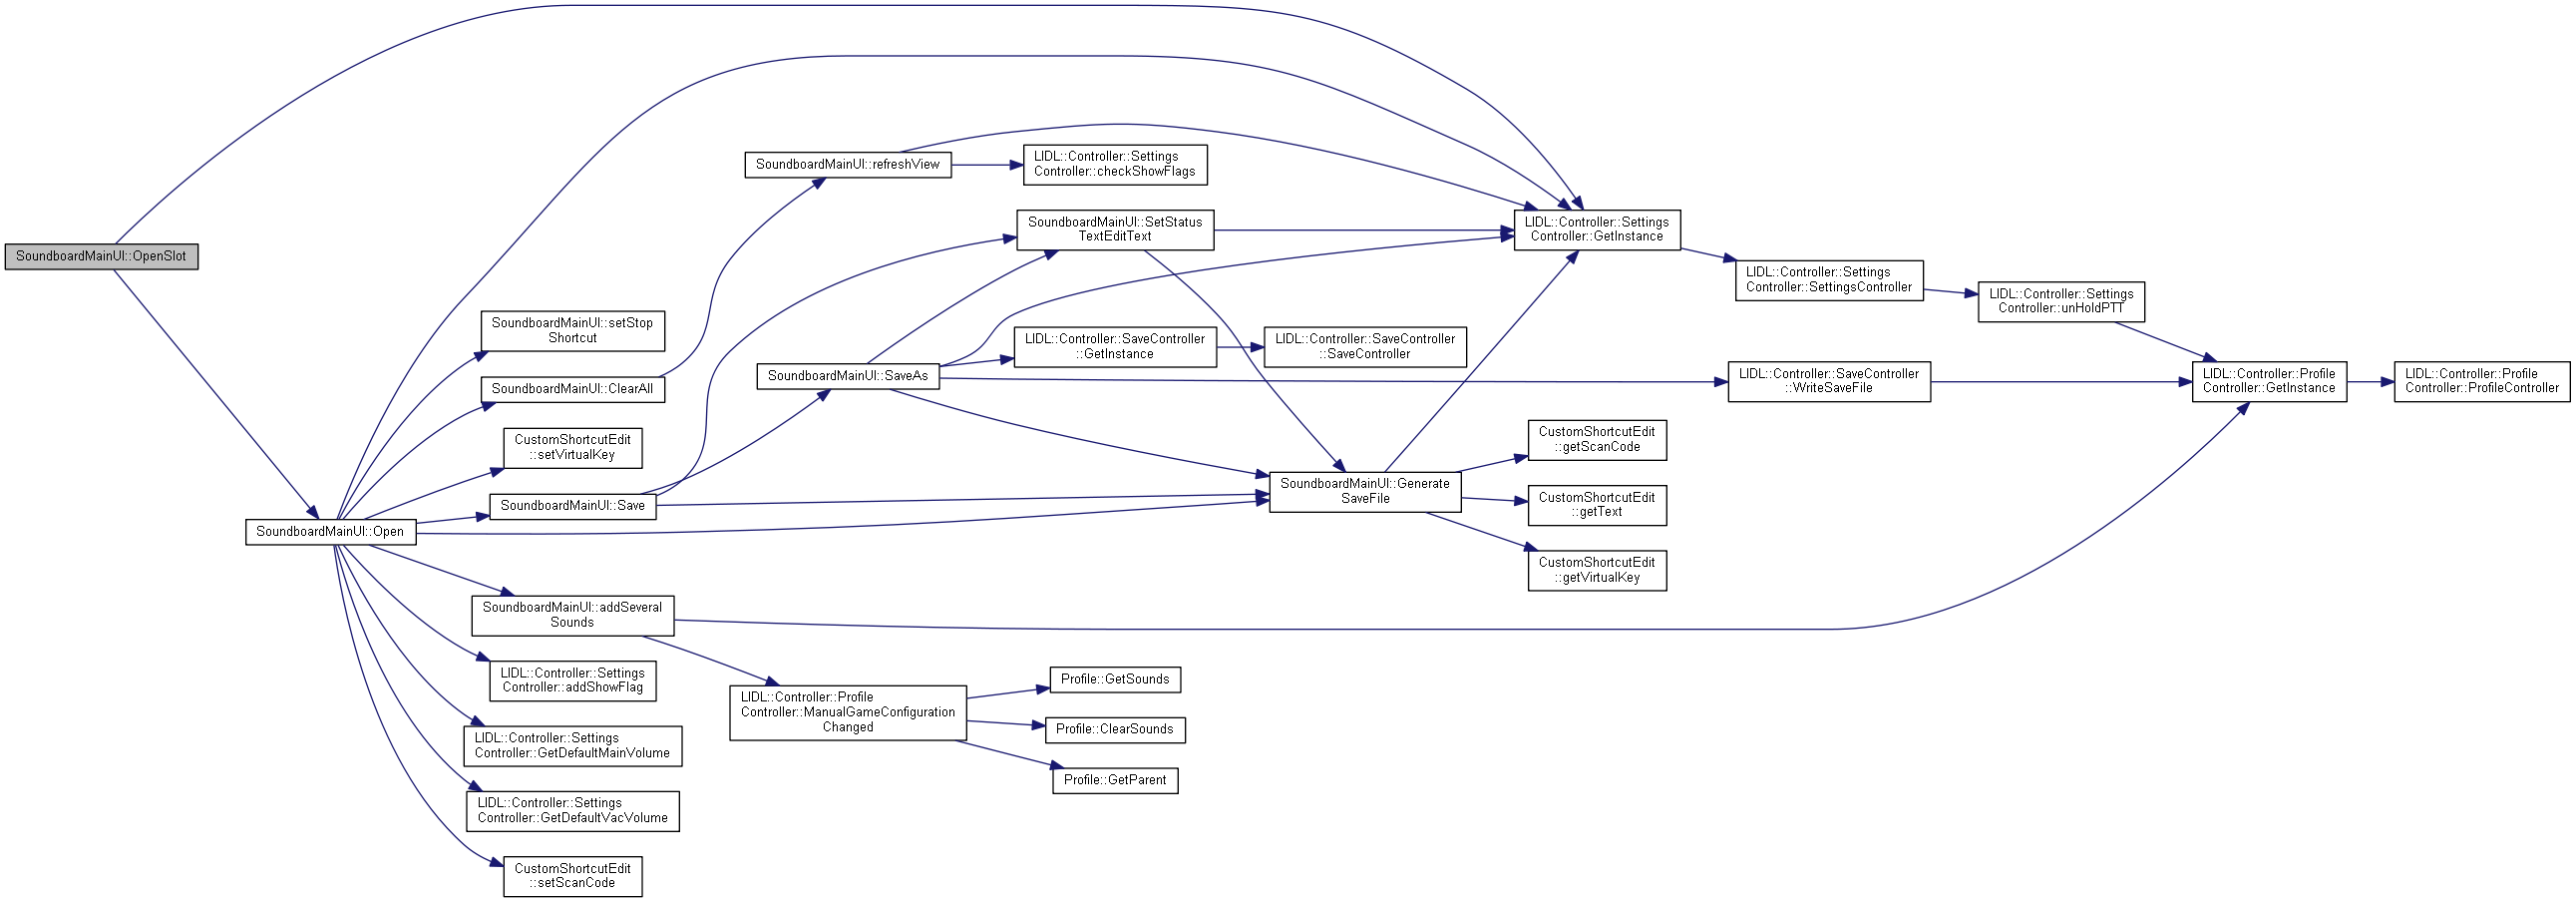 SoundboardMainUI::OpenSlot
SoundboardMainUI::Open
SoundboardMainUI::setStop
Shortcut
SoundboardMainUI::ClearAll
CustomShortcutEdit
::setVirtualKey
SoundboardMainUI::Save
SoundboardMainUI::addSeveral
Sounds
LIDL::Controller::Settings
Controller::addShowFlag
LIDL::Controller::Settings
Controller::GetDefaultMainVolume
LIDL::Controller::Settings
Controller::GetDefaultVacVolume
CustomShortcutEdit
::setScanCode
SoundboardMainUI::refreshView
SoundboardMainUI::SaveAs
LIDL::Controller::Profile
Controller::ManualGameConfiguration
Changed
LIDL::Controller::Settings
Controller::checkShowFlags
SoundboardMainUI::SetStatus
TextEditText
LIDL::Controller::SaveController
::GetInstance
Profile::GetSounds
Profile::ClearSounds
Profile::GetParent
LIDL::Controller::SaveController
::SaveController
SoundboardMainUI::Generate
SaveFile
LIDL::Controller::Settings
Controller::GetInstance
CustomShortcutEdit
::getScanCode
CustomShortcutEdit
::getText
CustomShortcutEdit
::getVirtualKey
LIDL::Controller::Settings
Controller::SettingsController
LIDL::Controller::SaveController
::WriteSaveFile
LIDL::Controller::Settings
Controller::unHoldPTT
LIDL::Controller::Profile
Controller::GetInstance
LIDL::Controller::Profile
Controller::ProfileController